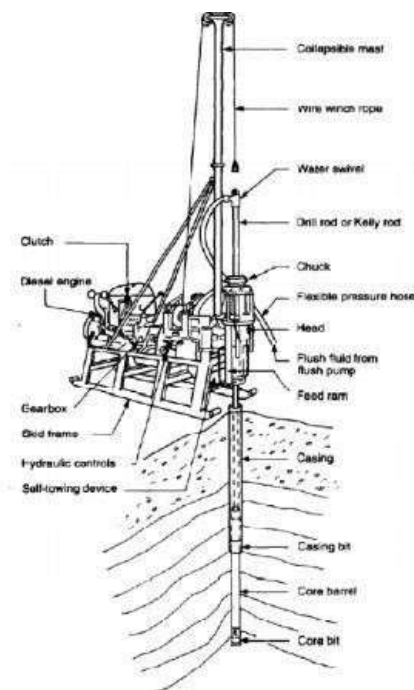 Collapsible mast
Wire winch rope
Water swivel
Drill rod or Kelly rod
Clutch
Chuck
Diesel engine
Flexible pressure hose
Head
Flush fluid from
flush pump
Feed ram
Gearbox
Skid frame
Hydraulic controls
Casing
Self-towing device
Casing bit
Core barrel
Core bit